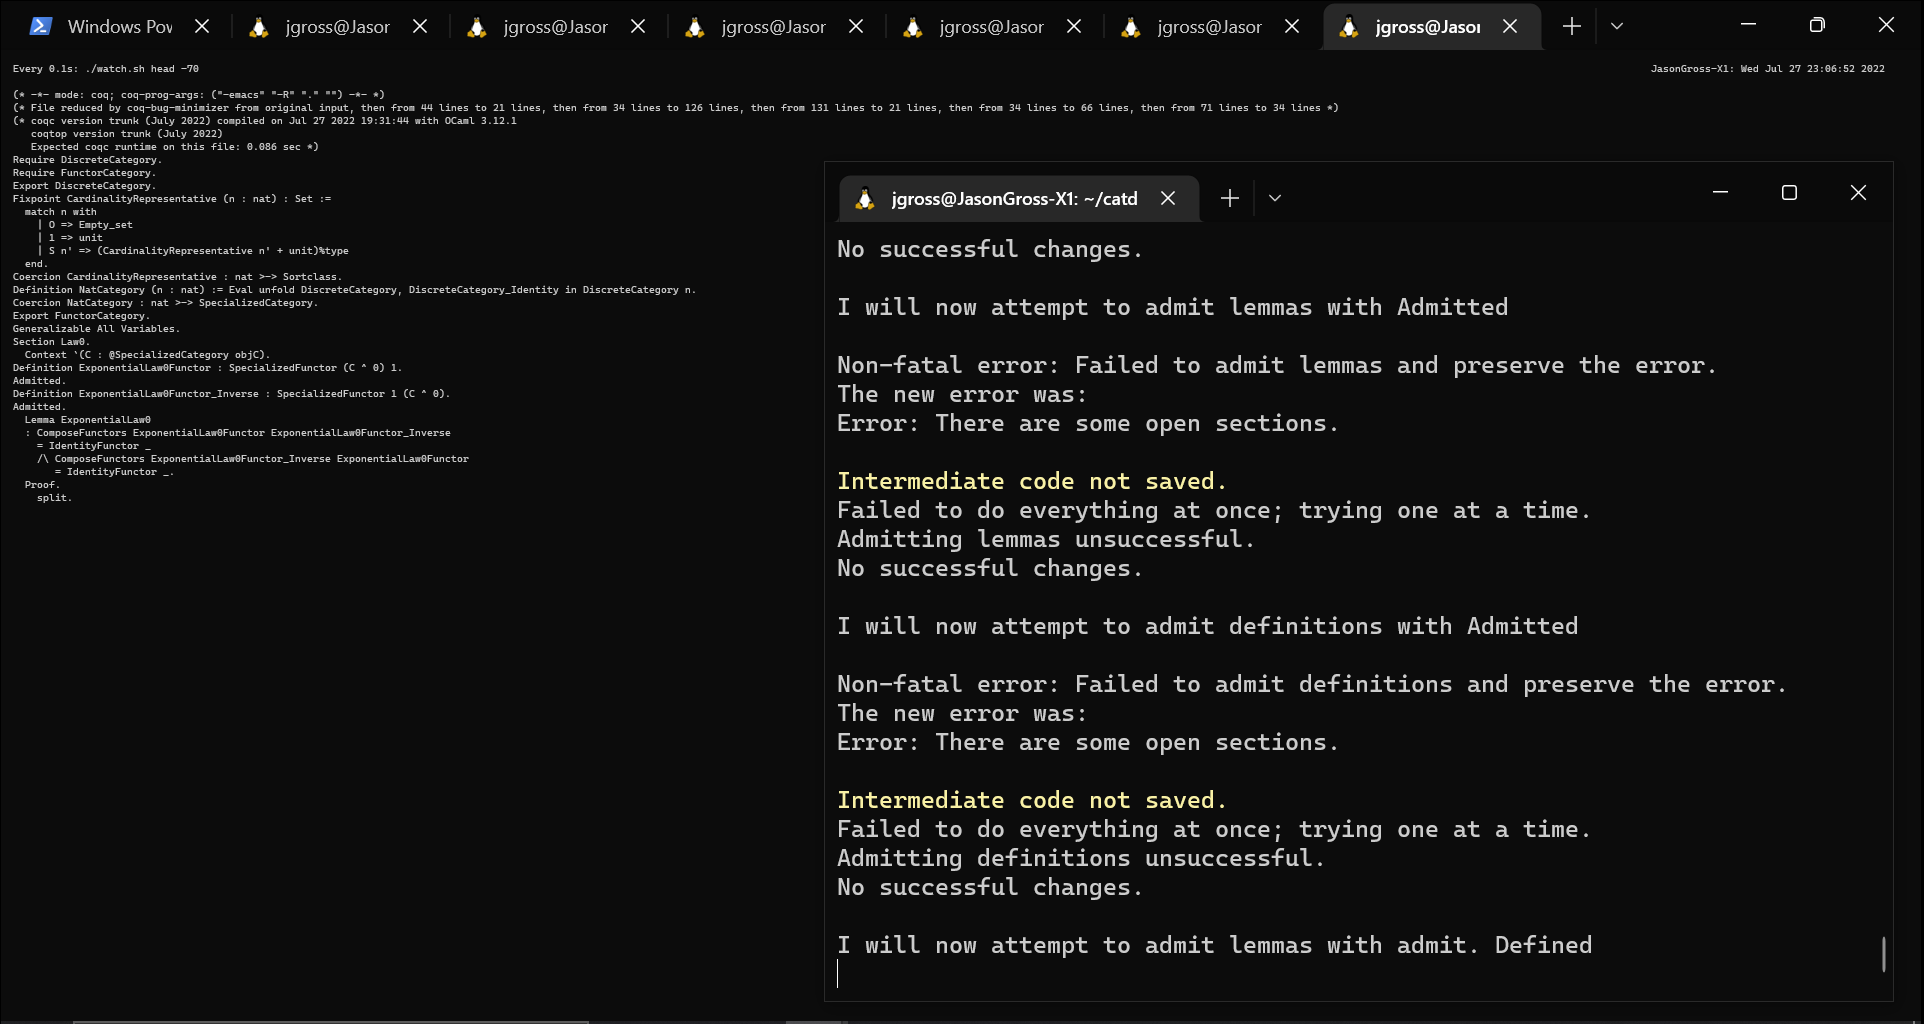 Windows Pov
jgross@Jasor
jgross@Jasor
jgross@Jasor
jgross@Jasor
jgross@Jasor
jgross@Jasor
Every 0.1s: ./watch.sh head -70
JasonGross-X1: Wed Jul 27 23:06:52 2022
(* -*- mode: coq; coq-prog-args: ("-emacs" "-R" "." "") -*- *)
(* File reduced by coq-bug-minimizer from original input, then from 44 lines to 21 lines, then from 34 lines to 126 lines, then from 131 lines to 21 lines, then from 34 lines to 66 lines, then from 71 lines to 34 lines *)
(* coqc version trunk (July 2022) compiled on Jul 27 2022 19:31:44 with OCaml 3.12.1
   coqtop version trunk (July 2022)
   Expected coqc runtime on this file: 0.086 sec *)
Require DiscreteCategory.
Require FunctorCategory.
Export DiscreteCategory.
Fixpoint CardinalityRepresentative (n : nat) : Set :=
  match n with
    | O => Empty_set
    | 1 => unit
    | S n' => (CardinalityRepresentative n' + unit)%type
  end.
Coercion CardinalityRepresentative : nat >-> Sortclass.
Definition NatCategory (n : nat) := Eval unfold DiscreteCategory, DiscreteCategory_Identity in DiscreteCategory n.
Coercion NatCategory : nat >-> SpecializedCategory.
Export FunctorCategory.
Generalizable All Variables.
Section Law0.
  Context `(C : @SpecializedCategory objC).
Definition ExponentialLaw0Functor : SpecializedFunctor (C ^ 0) 1.
Admitted.
Definition ExponentialLaw0Functor_Inverse : SpecializedFunctor 1 (C ^ 0).
Admitted.
  Lemma ExponentialLaw0
  : ComposeFunctors ExponentialLaw0Functor ExponentialLaw0Functor_Inverse
    = IdentityFunctor _
    /\ ComposeFunctors ExponentialLaw0Functor_Inverse ExponentialLaw0Functor
       = IdentityFunctor _.
  Proof.
    split.
jgross@JasonGross-X1: ~/catd
No successful changes.
I will now attempt to admit lemmas with Admitted
Non-fatal error: Failed to admit lemmas and preserve the error.
The new error was:
Error: There are some open sections.
Intermediate code not saved.
Failed to do everything at once; trying one at a time.
Admitting lemmas unsuccessful.
No successful changes.
I will now attempt to admit definitions with Admitted
Non-fatal error: Failed to admit definitions and preserve the error.
The new error was:
Error: There are some open sections.
Intermediate code not saved.
Failed to do everything at once; trying one at a time.
Admitting definitions unsuccessful.
No successful changes.
I will now attempt to admit lemmas with admit. Defined